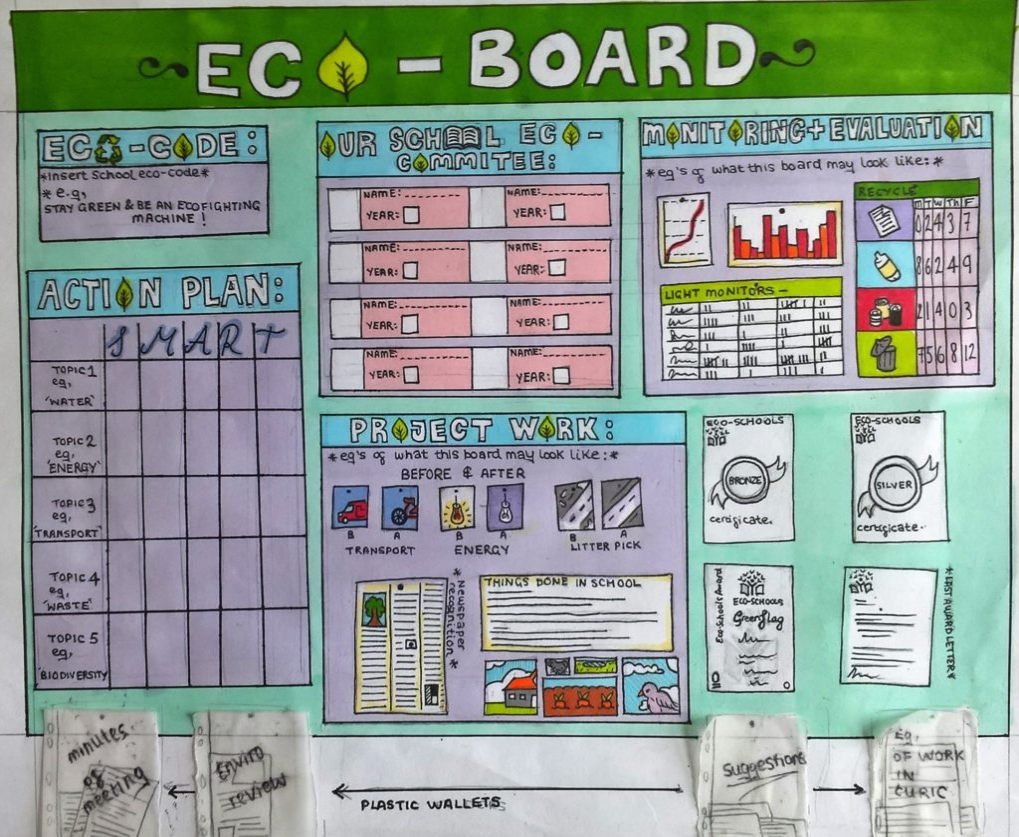 ECO - BOARD
ECO-CODE:
*Insert School eco-code*
* e.g,
STAY GREEN & BE AN ECO FIGHTING
MACHINE!
OUR SCHOOL ECO -
COMMITEE:
NAME:
YEAR:
NAME:
YEAR:
NAME:
YEAR:
NAME:
YEAR:
NAME:
YEAR:
NAME:
YEAR:
NAME:
YEAR:
NAME:
YEAR:
MONITORING + EVALUATION
*eg's of what this board may look like:*
RECYCLE
M T W Th F
0 2 4 3 7
8 6 2 4 9
2 1 4 0 3
7 5 6 8 12
LIGHT MONITORS -
ACTION PLAN:
S M A R T
TOPIC 1
eg,
'WATER'
TOPIC 2
eg,
'ENERGY'
TOPIC 3
eg,
'TRANSPORT'
TOPIC 4
eg,
'WASTE'
TOPIC 5
eg,
'BIODIVERSITY'
PROJECT WORK:
*eg's of what this board may look like:*
BEFORE & AFTER
B A
TRANSPORT
B A
ENERGY
B A
LITTER PICK
*Newspaper
recognition*
THINGS DONE IN SCHOOL
ECO-SCHOOLS
BRONZE
certificate.
ECO-SCHOOLS
SILVER
certificate.
Eco-Schools Award
ECO-SCHOOLS
Green flag
*LAST AWARD LETTER*
minutes
of
meeting
ENVIRO
review
PLASTIC WALLETS
Suggestions
EG,
OF WORK
IN
CURIC